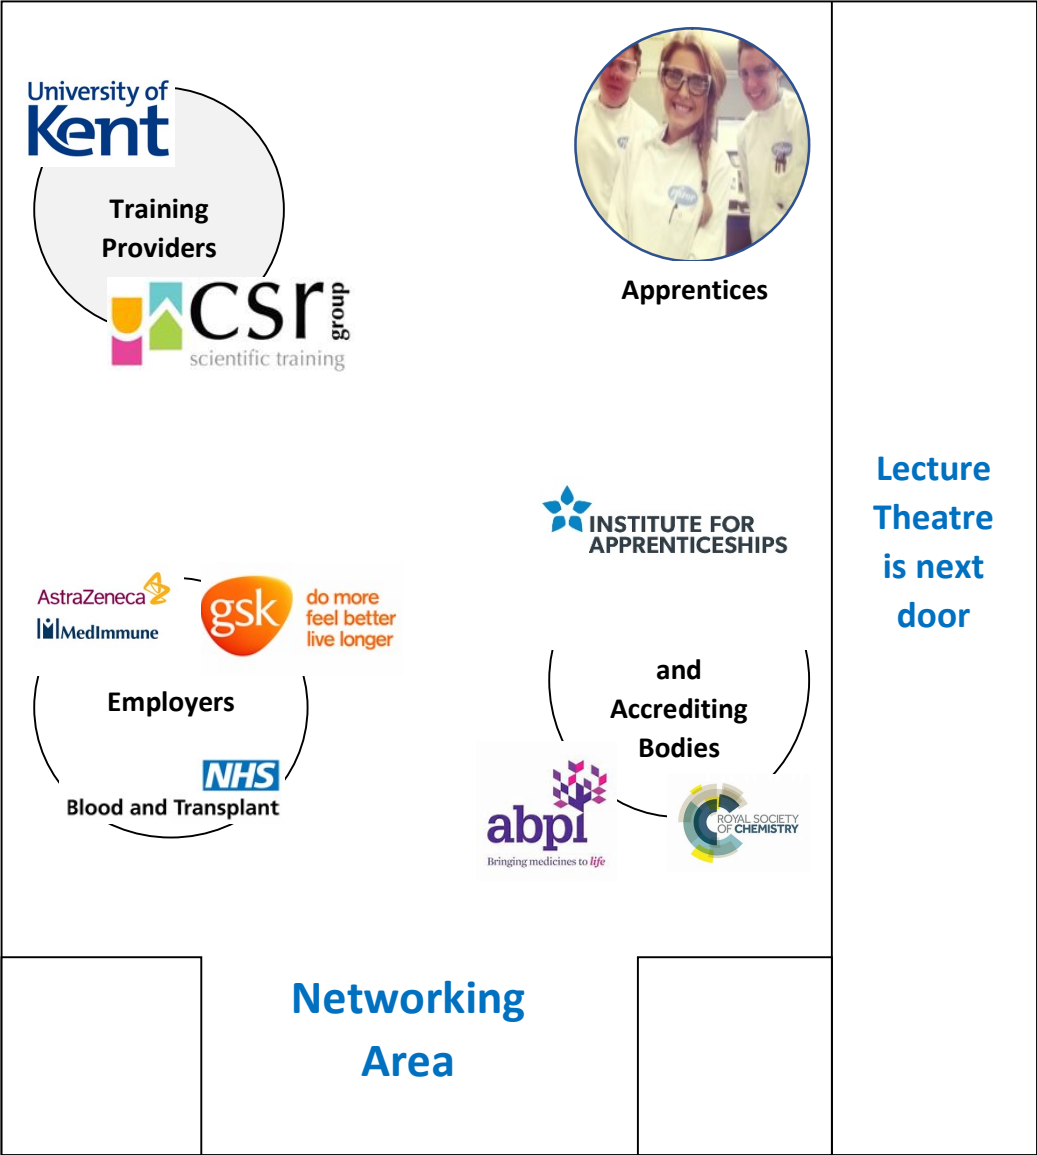 University of
Kent
Training
Providers
csr group
scientific training
Pfizer
Apprentices
INSTITUTE FOR
APPRENTICESHIPS
Lecture
Theatre
is next
door
AstraZeneca
MedImmune
gsk
do more
feel better
live longer
Employers
NHS
Blood and Transplant
and
Accrediting
Bodies
abpi
Bringing medicines to life
ROYAL SOCIETY
OF CHEMISTRY
Networking
Area